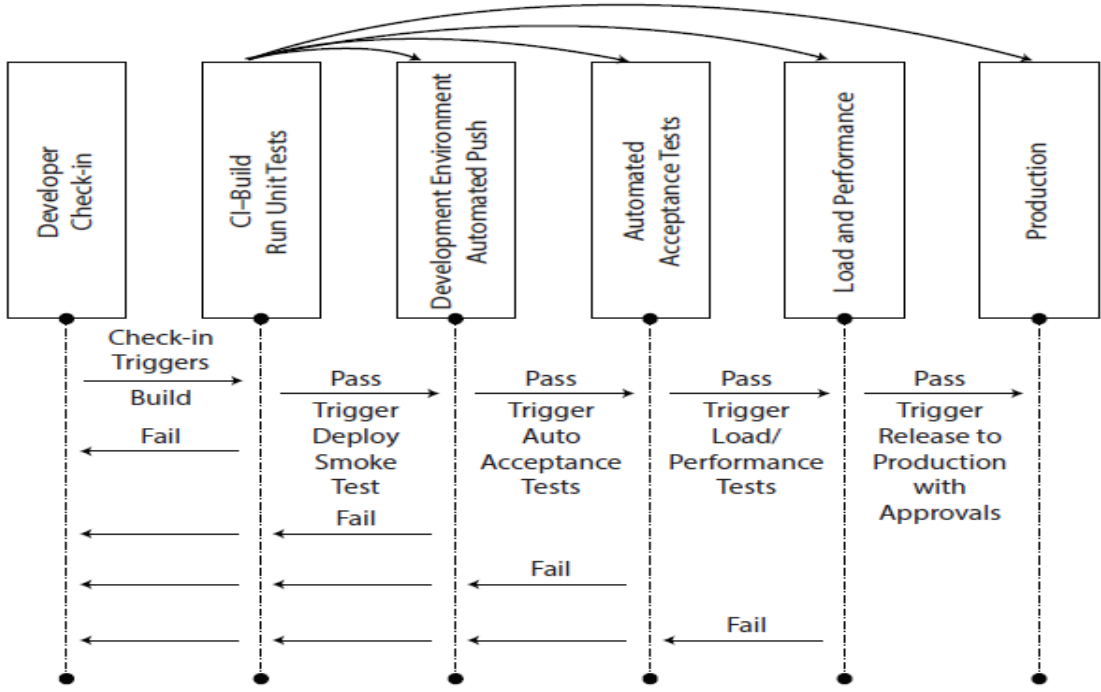 Developer
Check-in
CI–Build
Run Unit Tests
Development Environment
Automated Push
Automated
Acceptance Tests
Load and Performance
Production
Check-in
Triggers
Build
Fail
Pass
Trigger
Deploy
Smoke
Test
Fail
Pass
Trigger
Auto
Acceptance
Tests
Fail
Pass
Trigger
Load/
Performance
Tests
Fail
Pass
Trigger
Release to
Production
with
Approvals